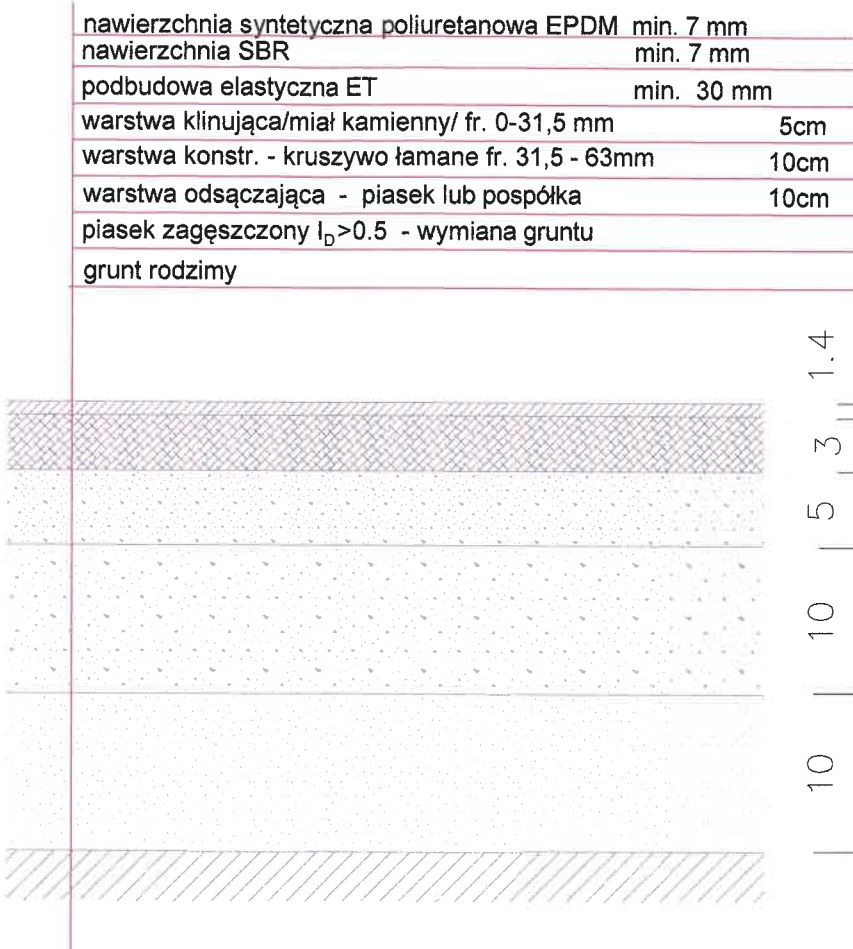 nawierzchnia syntetyczna poliuretanowa EPDM min. 7 mm
nawierzchnia SBR min. 7 mm
podbudowa elastyczna ET min. 30 mm
warstwa klinująca/miał kamienny/ fr. 0-31,5 mm 5cm
warstwa konstr. - kruszywo łamane fr. 31,5 - 63mm 10cm
warstwa odsączająca - piasek lub pospółka 10cm
piasek zagęszczony I_D>0.5 - wymiana gruntu
grunt rodzimy
1.4
3
5
10
10